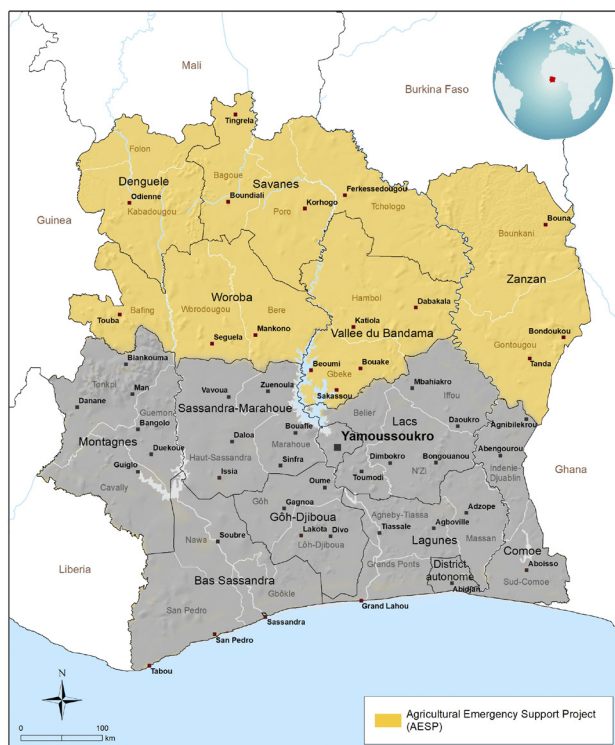 Mali
Burkina Faso
Tingrela
Folon
Bagoue
Denguele
Savanes
Ferkessedougou
Odienne
Boundiali
Korhogo
Tchologo
Kabadougou
Poro
Guinea
Bouna
Bounkani
Zanzan
Woroba
Hambol
Dabakala
Bafing
Worodougou
Bere
Touba
Katiola
Mankono
Vallee du Bandama
Seguela
Bondoukou
Gontougou
Biankouma
Beoumi
Bouake
Tanda
Gbeke
Tonkpi
Zuenoula
Sakassou
Mbahiakro
Man
Vavoua
Iffou
Danane
Sassandra-Marahoue
Belier
Guemon
Lacs
Agnibilekrou
Bangolo
Bouafle
Daoukro
Montagnes
Daloa
Marahoue
Yamoussoukro
Duekoue
Haut-Sassandra
Abengourou
Guiglo
Sinfra
Dimbokro
Bongouanou
Indenie-
Djuablin
Ghana
Issia
Toumodi
N'Zi
Cavally
Oume
Gôh
Gagnoa
Adzope
Gôh-Djiboua
Agneby-Tiassa
Agboville
Nawa
Soubre
Lakota
Divo
Tiassale
Massan
Lôh-Djiboua
Lagunes
Comoe
Liberia
District
autonome
Aboisso
Bas Sassandra
Grands Ponts
Sud-Comoe
Abidjan
Gbôkle
San Pedro
Grand Lahou
Sassandra
San Pedro
Tabou
N
0
100
km
Agricultural Emergency Support Project
(AESP)